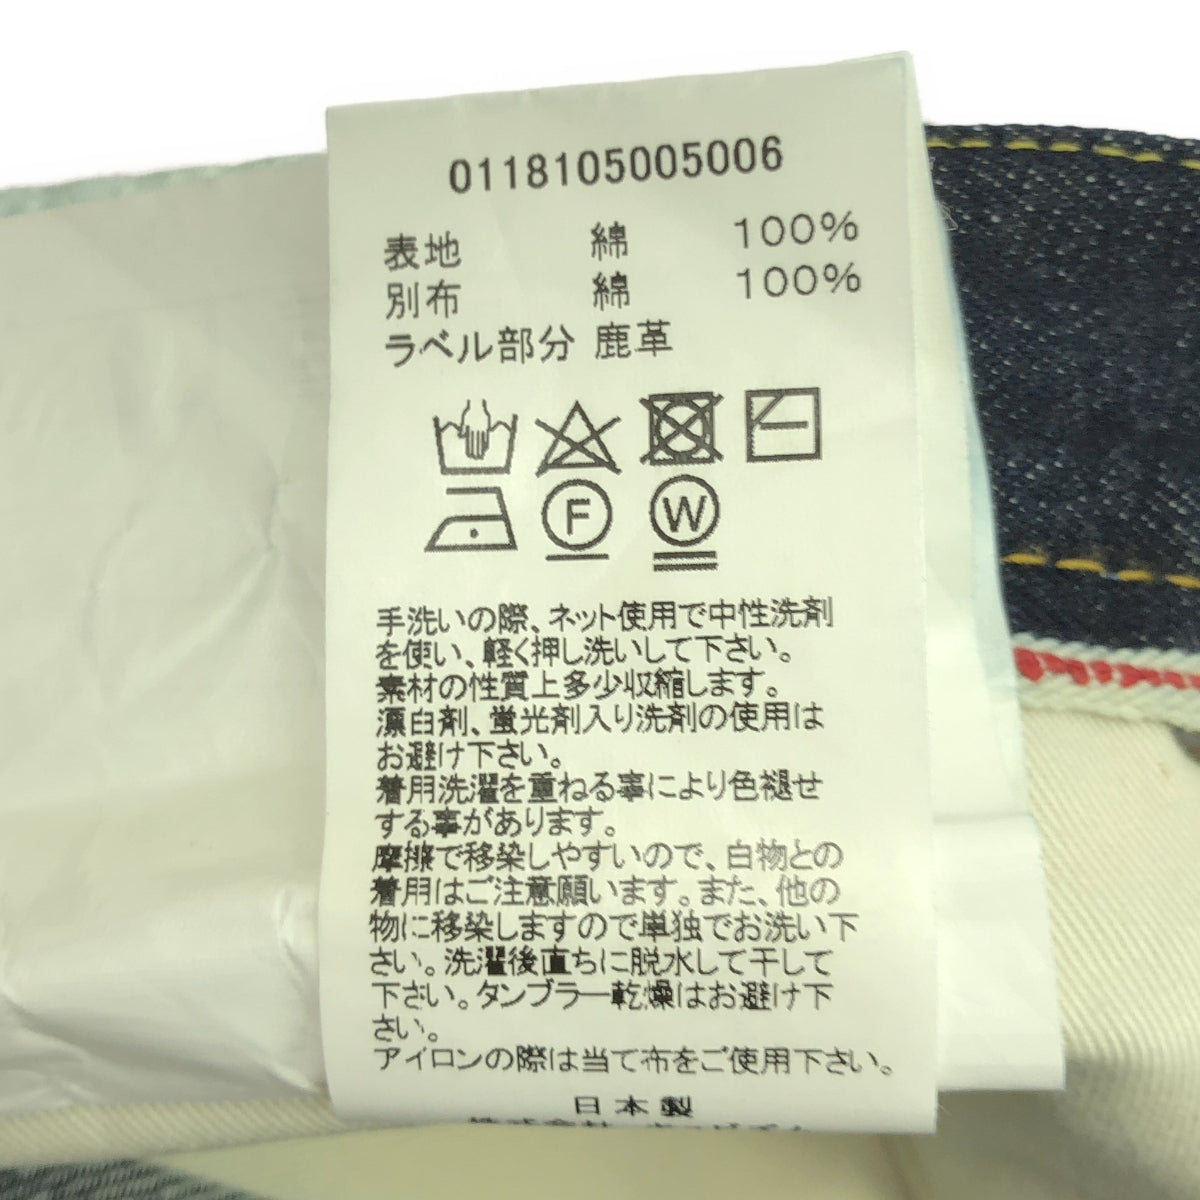 0118105005006
表地 綿 100%
別布 綿 100%
ラベル部分 鹿革
F W
手洗いの際、ネット使用で中性洗剤
を使い、軽く押し洗いして下さい。
素材の性質上多少収縮します。
漂白剤、蛍光剤入り洗剤の使用は
お避け下さい。
着用洗濯を重ねる事により色褪せ
する事があります。
摩擦で移染しやすいので、白物との
着用はご注意願います。また、他の
物に移染しますので単独でお洗い下
さい。洗濯後直ちに脱水して干して
下さい。タンブラー乾燥はお避け下
さい。
アイロンの際は当て布をご使用下さい。
日本製
株式会社